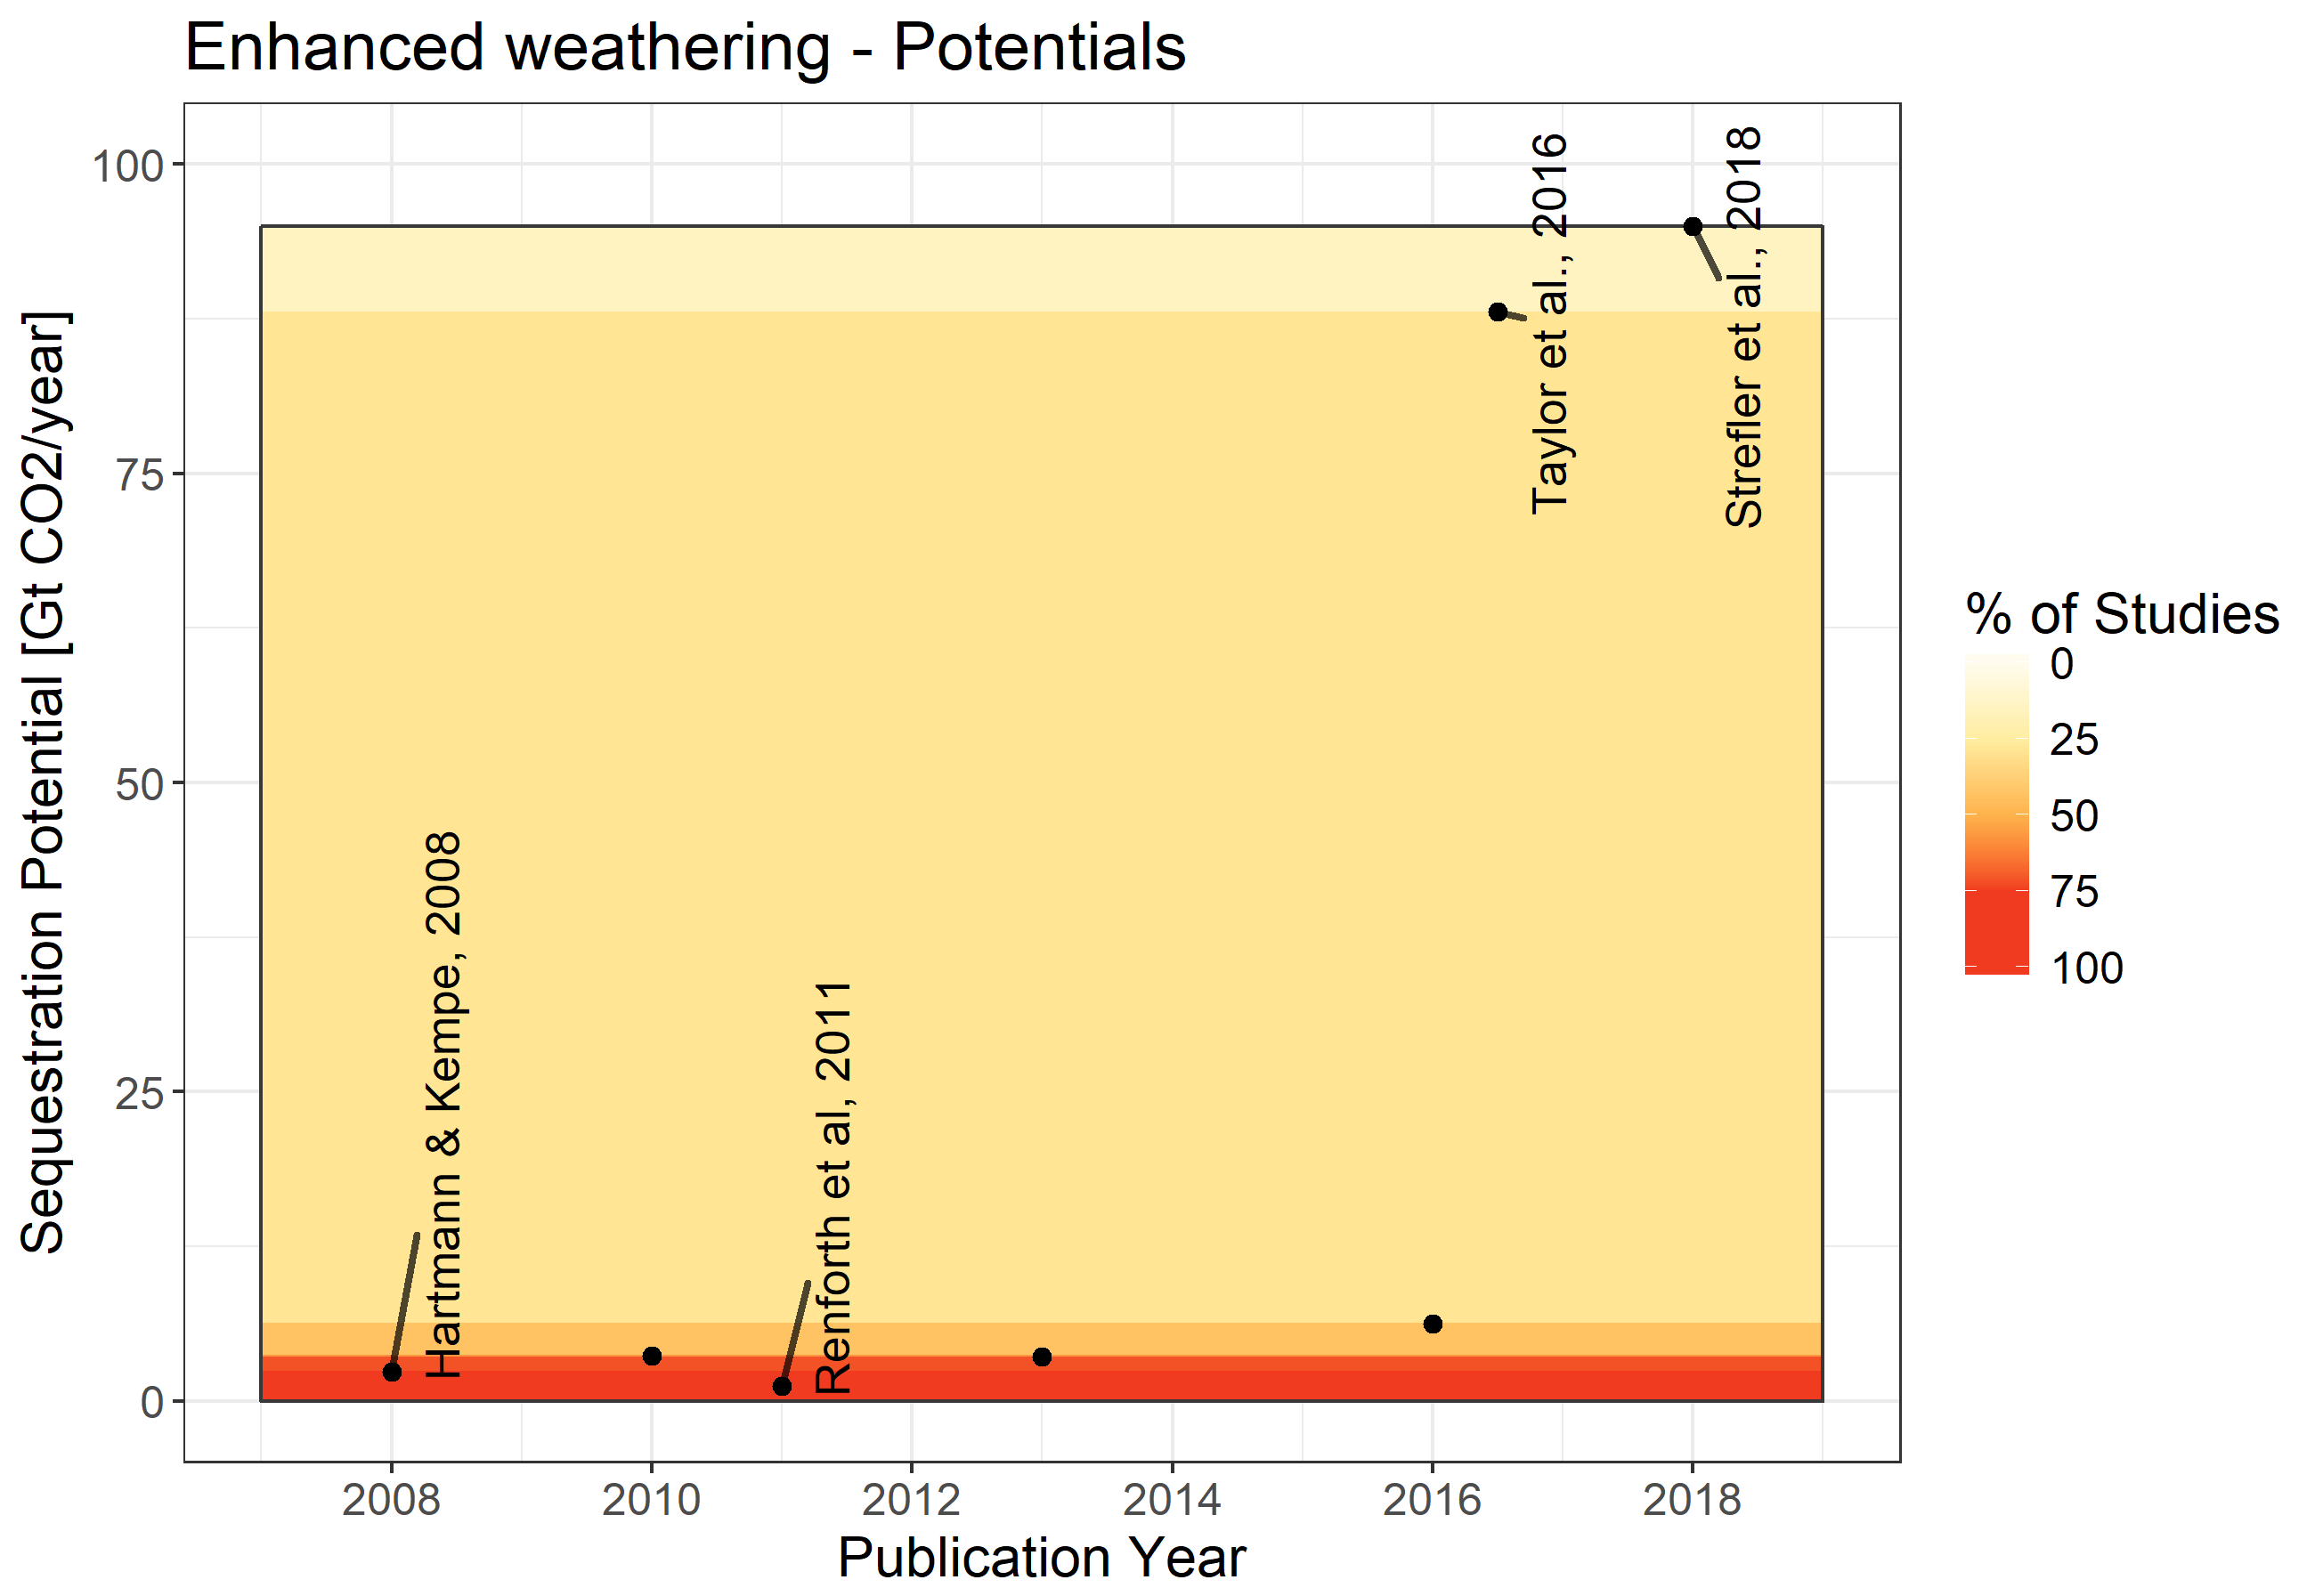 Enhanced weathering - Potentials
Sequestration Potential [Gt CO2/year]
100
75
50
25
0
Hartmann & Kempe, 2008
Renforth et al, 2011
Taylor et al., 2016
Strefler et al., 2018
2008
2010
2012
2014
2016
2018
Publication Year
% of Studies
0
25
50
75
100